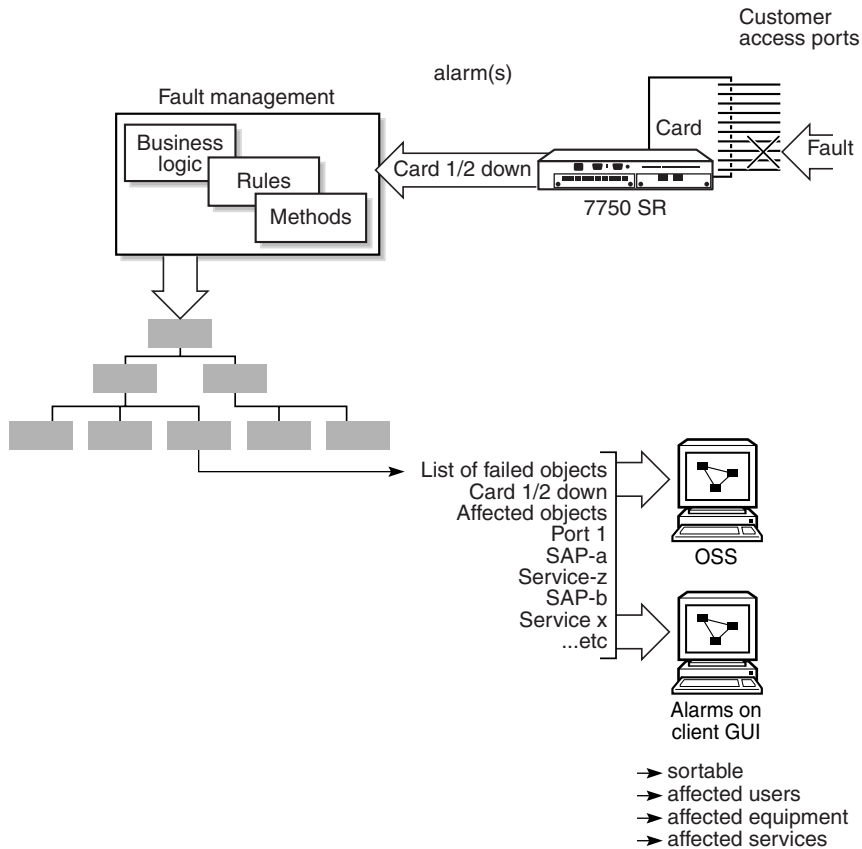 Customer
access ports
alarm(s)
Fault management
Business
logic
Rules
Methods
Card 1/2 down
Card
Fault
7750 SR
List of failed objects
Card 1/2 down
Affected objects
Port 1
SAP-a
Service-z
SAP-b
Service x
...etc
OSS
Alarms on
client GUI
sortable
affected users
affected equipment
affected services